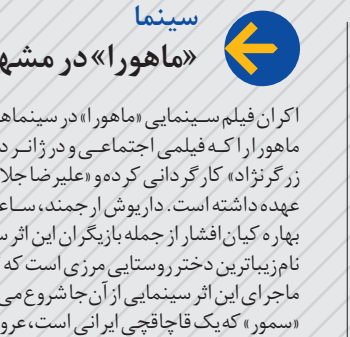 سینما
«ماهورا» در مشه
اکران فیلم سینمایی «ماهورا» در سینماه
ماهورا را که فیلمی اجتماعی و در ژانر د
زرگرنژاد» کارگردانی کرده و «علیرضا جلا
عهده داشته است. داریوش ارجمند، ساع
بهاره کیان‌افشار از جمله بازیگران این اثر س
نام زیباترین دختر روستایی مرزی است که
ماجرای این اثر سینمایی از آن‌جا شروع می
«سمور» که یک قاچاقچی ایرانی است، عرو